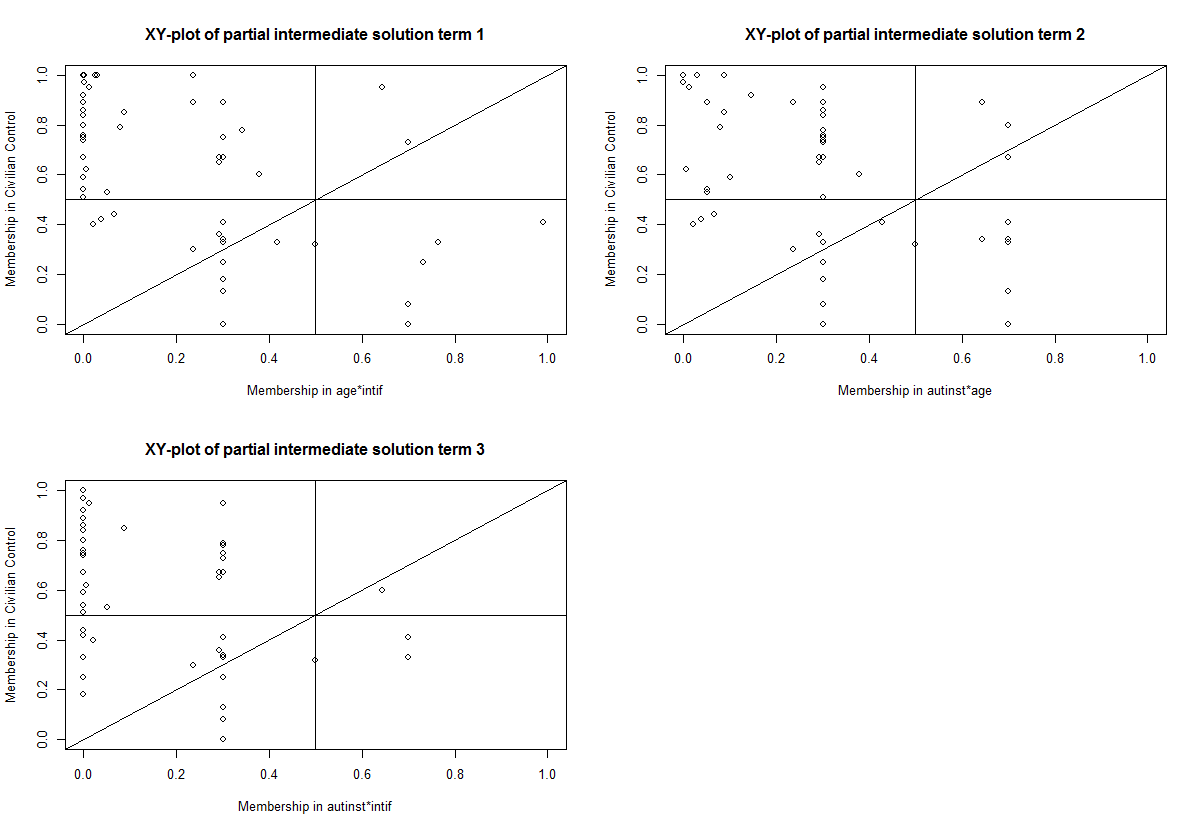 XY-plot of partial intermediate solution term 1
Membership in Civilian Control
1.0
0.8
0.6
0.4
0.2
0.0
0.0 0.2 0.4 0.6 0.8 1.0
Membership in age*intif
XY-plot of partial intermediate solution term 2
Membership in Civilian Control
1.0
0.8
0.6
0.4
0.2
0.0
0.0 0.2 0.4 0.6 0.8 1.0
Membership in autinst*age
XY-plot of partial intermediate solution term 3
Membership in Civilian Control
1.0
0.8
0.6
0.4
0.2
0.0
0.0 0.2 0.4 0.6 0.8 1.0
Membership in autinst*intif